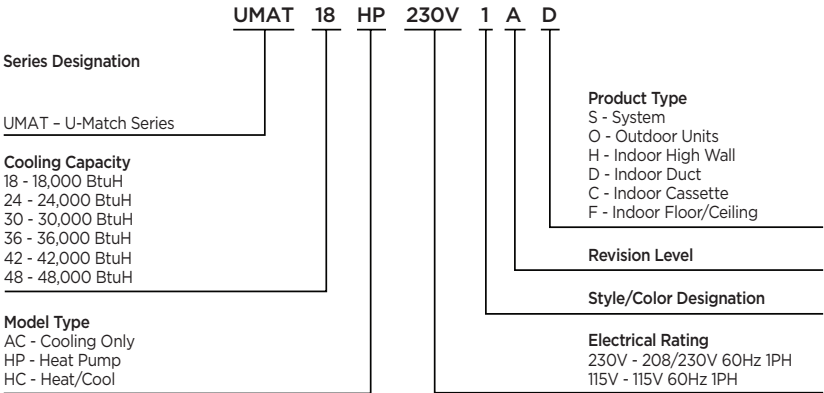 UMAT 18 HP 230V 1 A D
Series Designation
UMAT – U-Match Series
Cooling Capacity
18 - 18,000 BtuH
24 - 24,000 BtuH
30 - 30,000 BtuH
36 - 36,000 BtuH
42 - 42,000 BtuH
48 - 48,000 BtuH
Model Type
AC - Cooling Only
HP - Heat Pump
HC - Heat/Cool
Product Type
S - System
O - Outdoor Units
H - Indoor High Wall
D - Indoor Duct
C - Indoor Cassette
F - Indoor Floor/Ceiling
Revision Level
Style/Color Designation
Electrical Rating
230V - 208/230V 60Hz 1PH
115V - 115V 60Hz 1PH